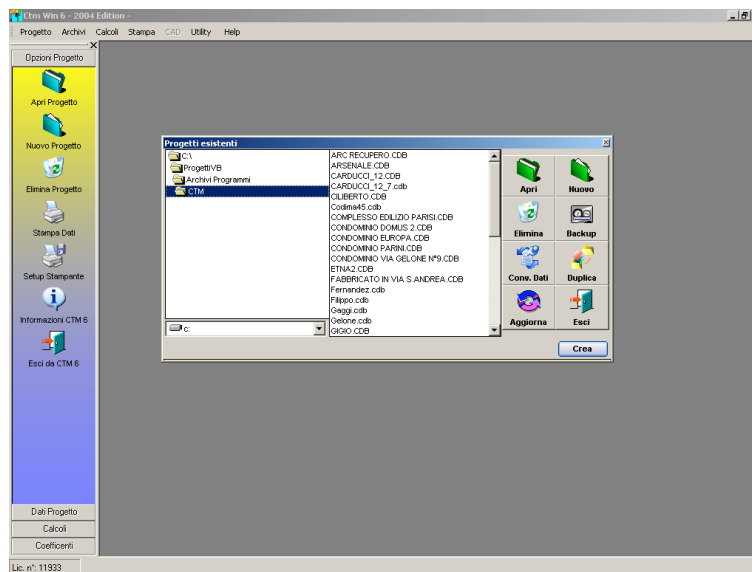 Ctm Win 6 - 2004 Edition -
Progetto Archivi Calcoli Stampa CAD Utility Help
Opzioni Progetto
Apri Progetto
Nuovo Progetto
Elimina Progetto
Stampa Dati
Setup Stampante
Informazioni CTM 6
Esci da CTM 6
Dati Progetto
Calcoli
Coefficenti
Lic. n°: 11933
Progetti esistenti
C:\
ProgettiVB
Archivi Programmi
CTM
c:
ARC RECUPERO.CDB
ARSENALE.CDB
CARDUCCI_12.CDB
CARDUCCI_12_7.cdb
CILIBERTO.CDB
Codima45.cdb
COMPLESSO EDILIZIO PARISI.CDB
CONDOMINIO DOMUS 2.CDB
CONDOMINIO EUROPA.CDB
CONDOMINIO PARINI.CDB
CONDOMINIO VIA GELONE N°9.CDB
ETNA2.CDB
FABBRICATO IN VIA S.ANDREA.CDB
Fernandez.cdb
Filippo.cdb
Gaggi.cdb
Gelone.cdb
GIGIO.CDB
Apri
Nuovo
Elimina
Backup
Conv. Dati
Duplica
Aggiorna
Esci
Crea